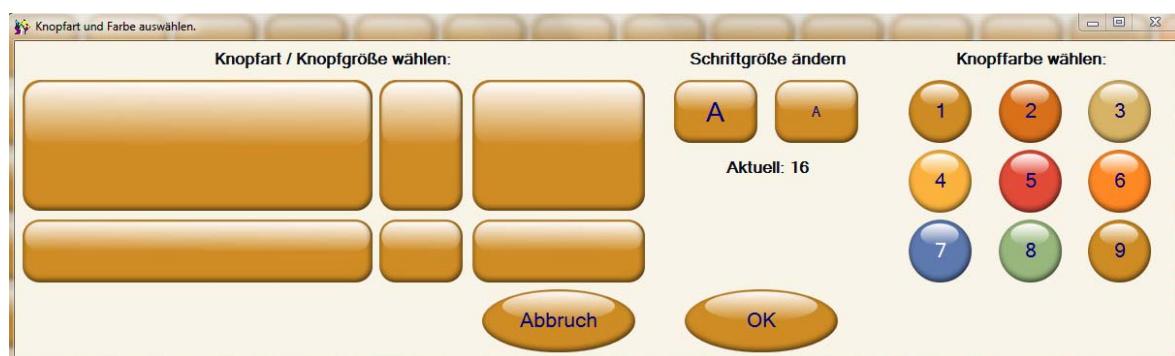 Knopfart und Farbe auswählen.
Knopfart / Knopfgröße wählen:
Schriftgröße ändern
Knopffarbe wählen:
A A
1 2 3
Aktuell: 16
4 5 6
7 8 9
Abbruch OK